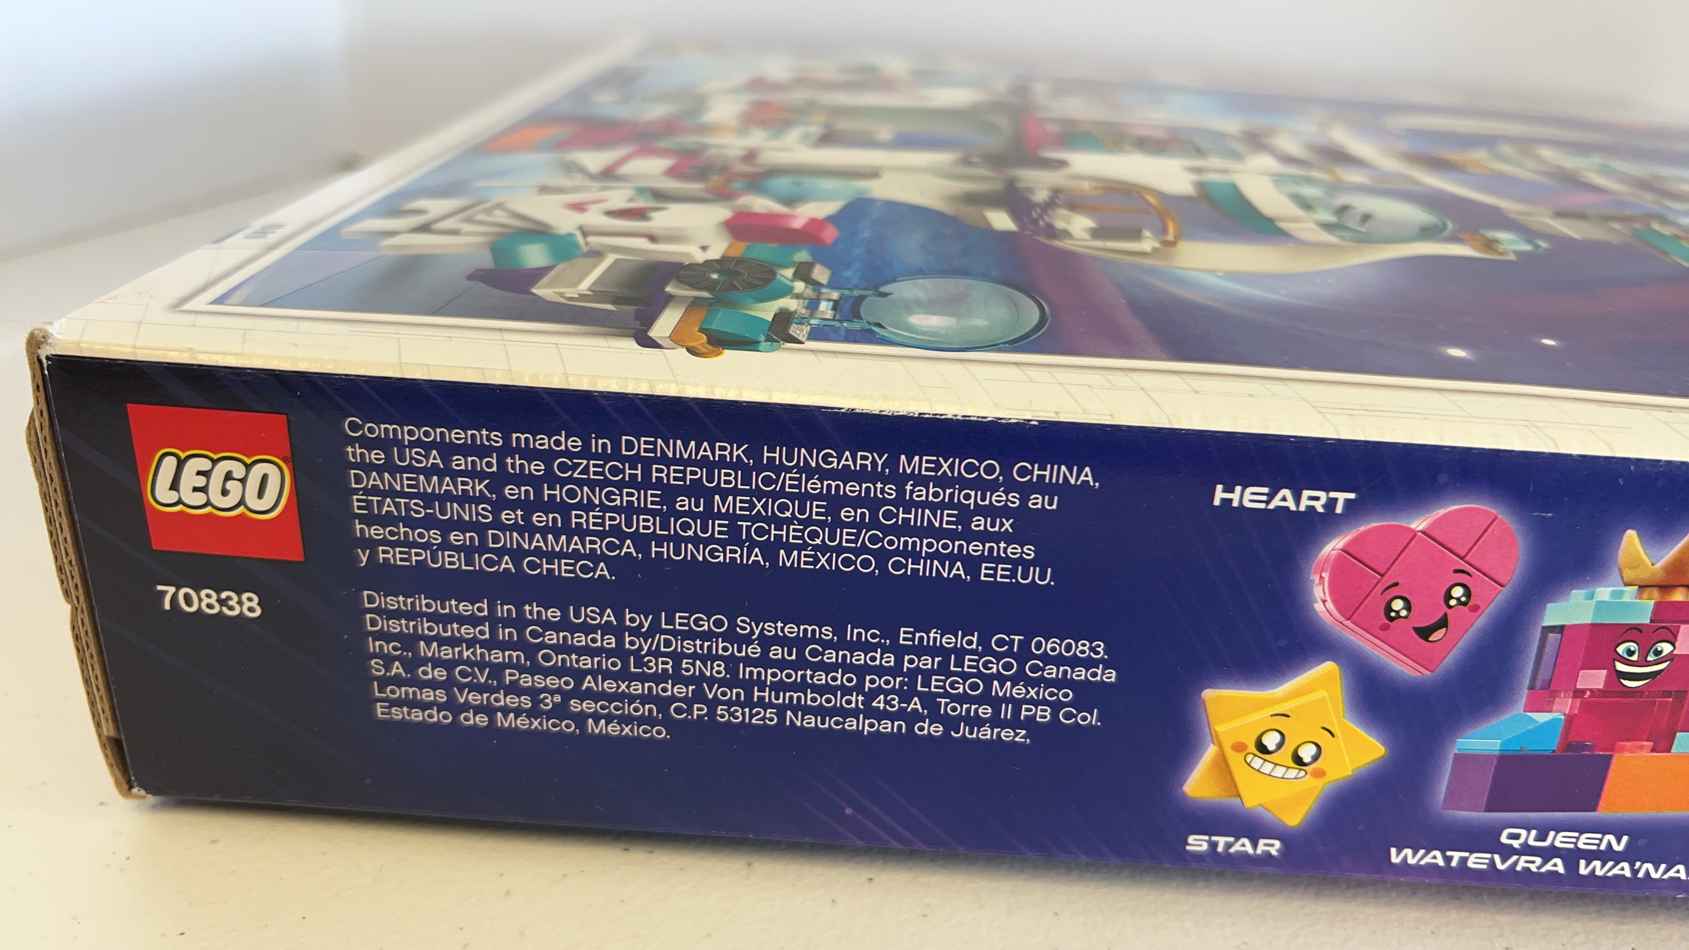 LEGO
70838
Components made in DENMARK, HUNGARY, MEXICO, CHINA,
the USA and the CZECH REPUBLIC/Éléments fabriqués au
DANEMARK, en HONGRIE, au MEXIQUE, en CHINE, aux
ÉTATS-UNIS et en RÉPUBLIQUE TCHÈQUE/Componentes
hechos en DINAMARCA, HUNGRÍA, MÉXICO, CHINA, EE.UU.
y REPÚBLICA CHECA.
Distributed in the USA by LEGO Systems, Inc., Enfield, CT 06083.
Distributed in Canada by/Distribué au Canada par LEGO Canada
Inc., Markham, Ontario L3R 5N8. Importado por: LEGO México
S.A. de C.V., Paseo Alexander Von Humboldt 43-A, Torre II PB Col.
Lomas Verdes 3ª sección, C.P. 53125 Naucalpan de Juárez,
Estado de México, México.
HEART
STAR
QUEEN
WATEVRA WA'NA